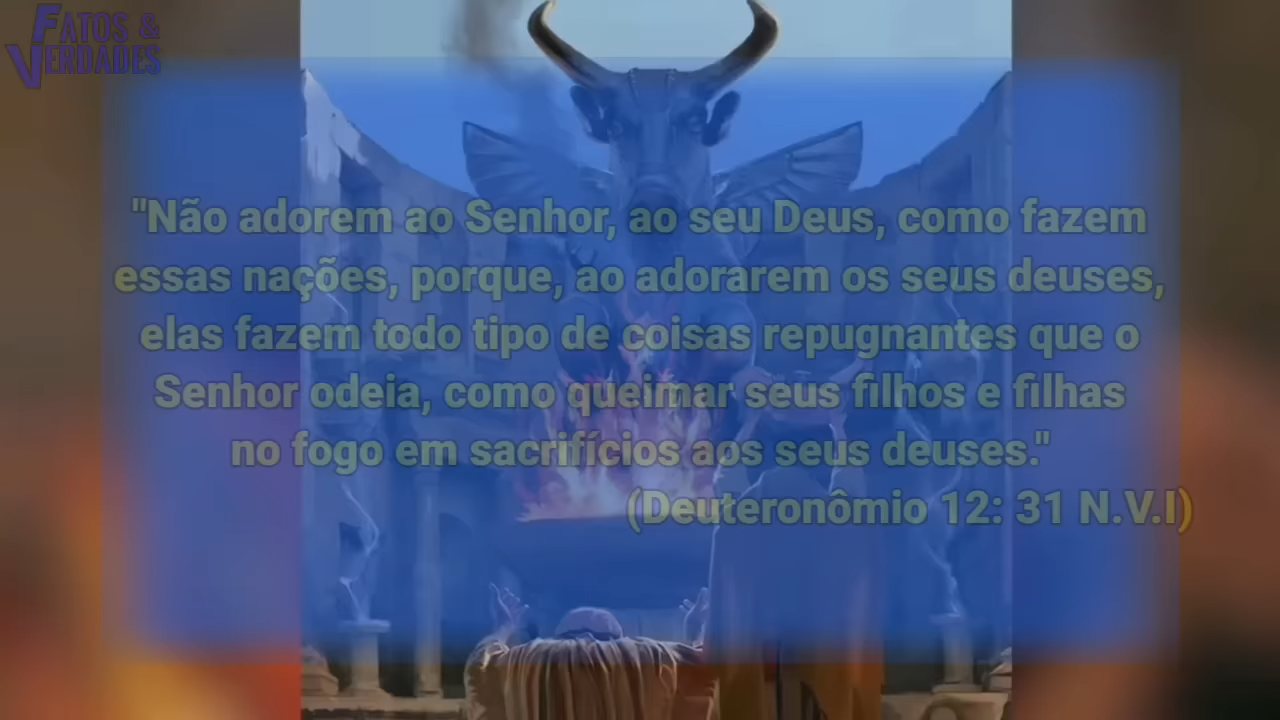 FATOS &
VERDADES
"Não adorem ao Senhor, ao seu Deus, como fazem
essas nações, porque, ao adorarem os seus deuses,
elas fazem todo tipo de coisas repugnantes que o
Senhor odeia, como queimar seus filhos e filhas
no fogo em sacrifícios aos seus deuses."
(Deuteronômio 12: 31 N.V.I)